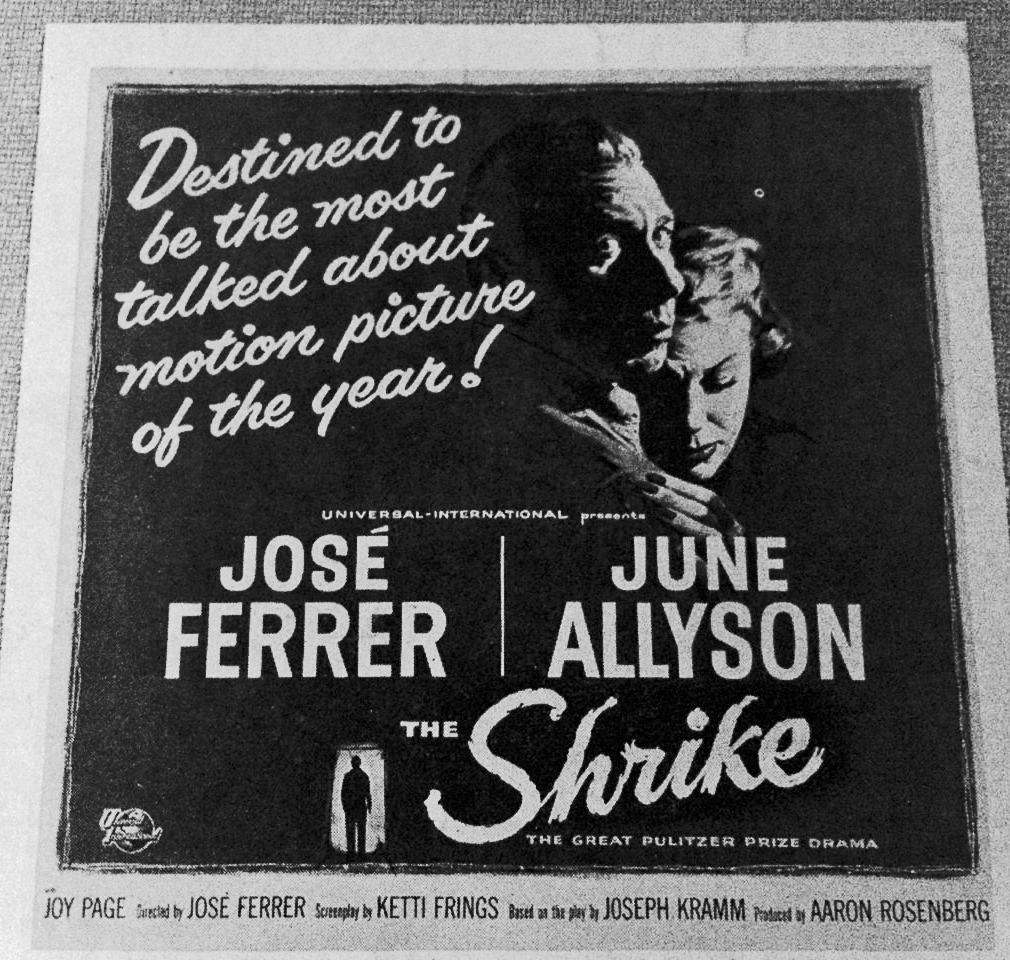 Destined to
be the most
talked about
motion picture
of the year!
UNIVERSAL-INTERNATIONAL presents
JOSÉ
FERRER
JUNE
ALLYSON
THE Shrike
THE GREAT PULITZER PRIZE DRAMA
Universal International
JOY PAGE Directed by JOSÉ FERRER Screenplay by KETTI FRINGS Based on the play by JOSEPH KRAMM Produced by AARON ROSENBERG